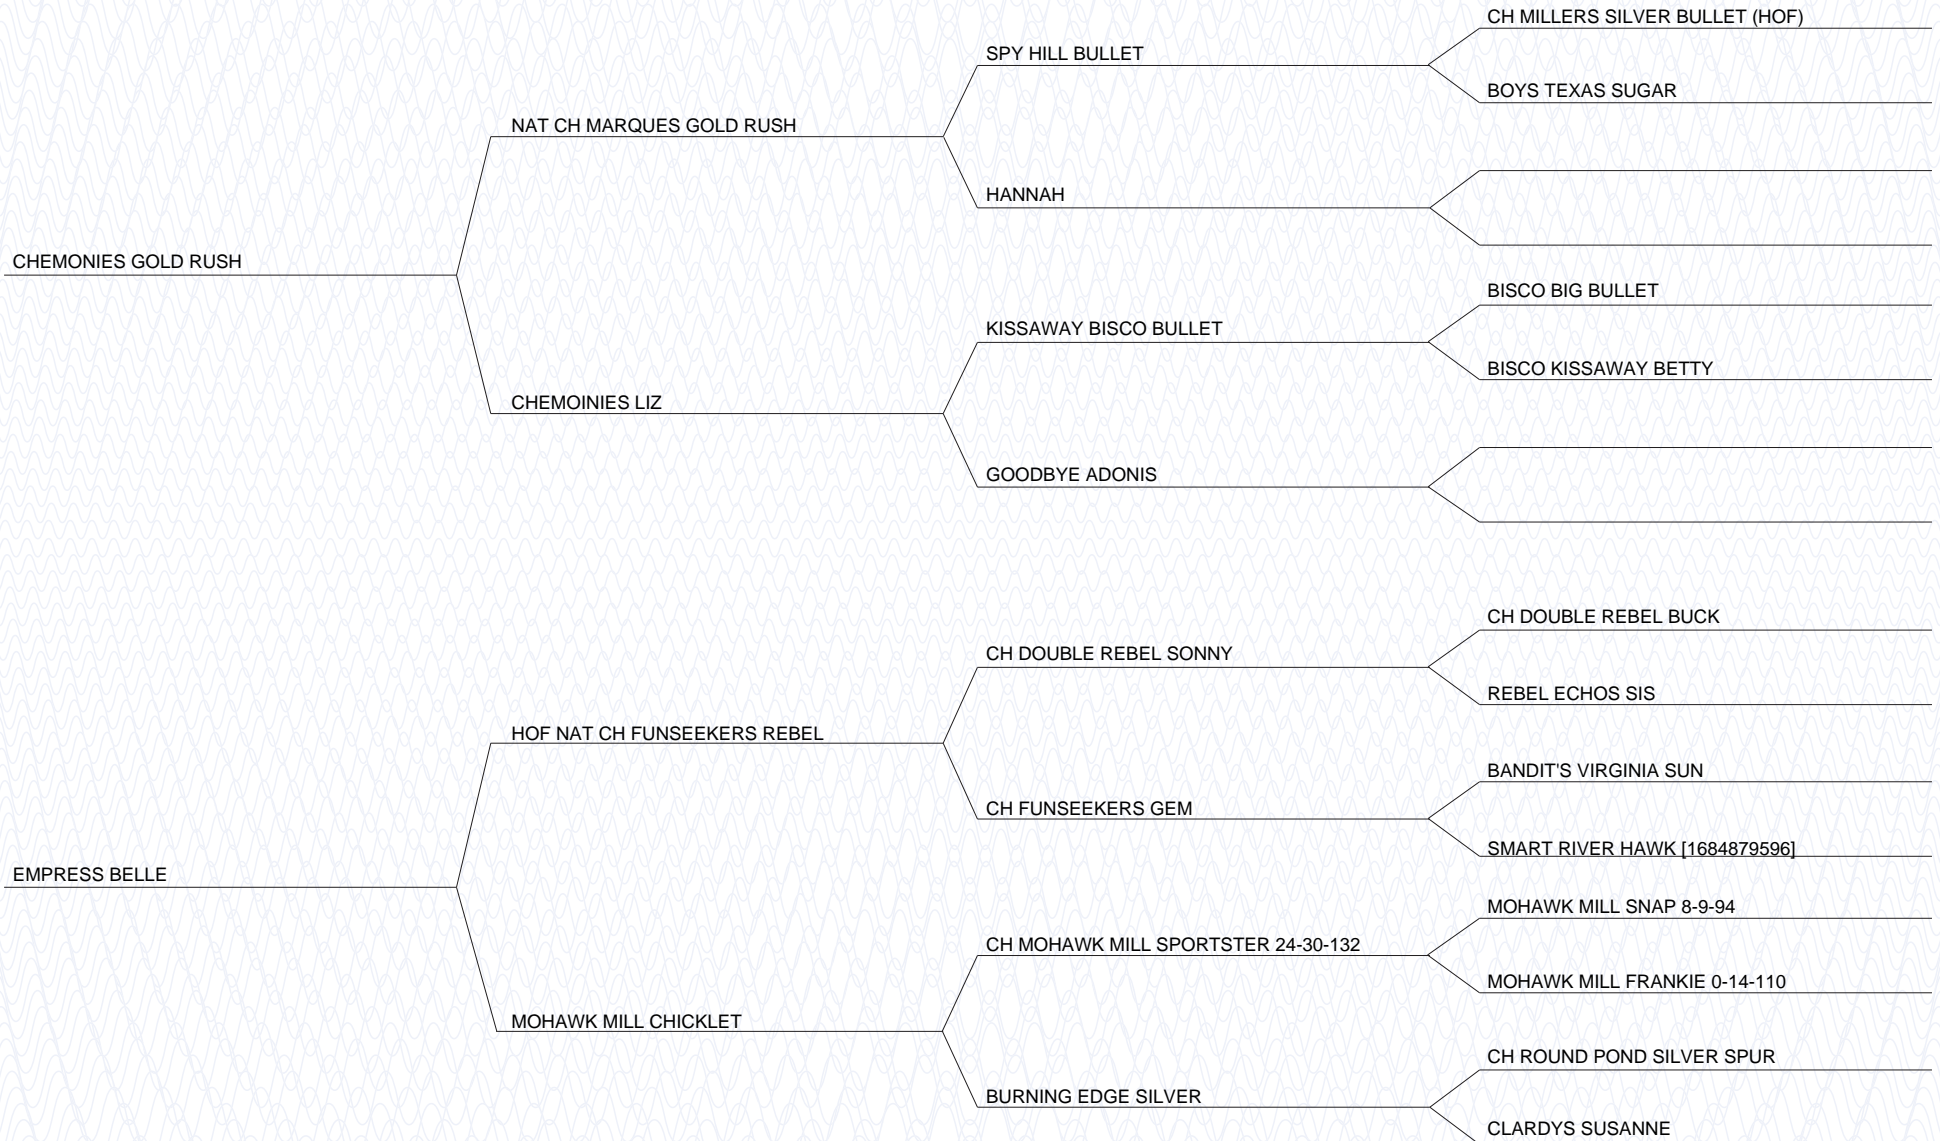 CH MILLERS SILVER BULLET (HOF)
SPY HILL BULLET
BOYS TEXAS SUGAR
NAT CH MARQUES GOLD RUSH
HANNAH
CHEMONIES GOLD RUSH
BISCO BIG BULLET
KISSAWAY BISCO BULLET
BISCO KISSAWAY BETTY
CHEMOINIES LIZ
GOODBYE ADONIS
CH DOUBLE REBEL BUCK
CH DOUBLE REBEL SONNY
REBEL ECHOS SIS
HOF NAT CH FUNSEEKERS REBEL
BANDIT'S VIRGINIA SUN
CH FUNSEEKERS GEM
SMART RIVER HAWK [1684879596]
EMPRESS BELLE
MOHAWK MILL SNAP 8-9-94
CH MOHAWK MILL SPORTSTER 24-30-132
MOHAWK MILL FRANKIE 0-14-110
MOHAWK MILL CHICKLET
CH ROUND POND SILVER SPUR
BURNING EDGE SILVER
CLARDYS SUSANNE